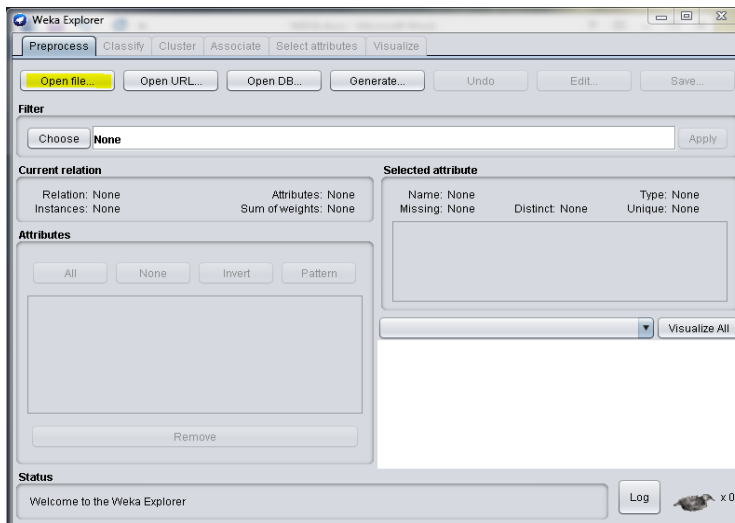 Weka Explorer
Preprocess Classify Cluster Associate Select attributes Visualize
Open file... Open URL... Open DB... Generate... Undo Edit... Save...
Filter
Choose None Apply
Current relation
Relation: None Attributes: None
Instances: None Sum of weights: None
Selected attribute
Name: None Type: None
Missing: None Distinct: None Unique: None
Attributes
All None Invert Pattern
Visualize All
Remove
Status
Welcome to the Weka Explorer
Log x 0